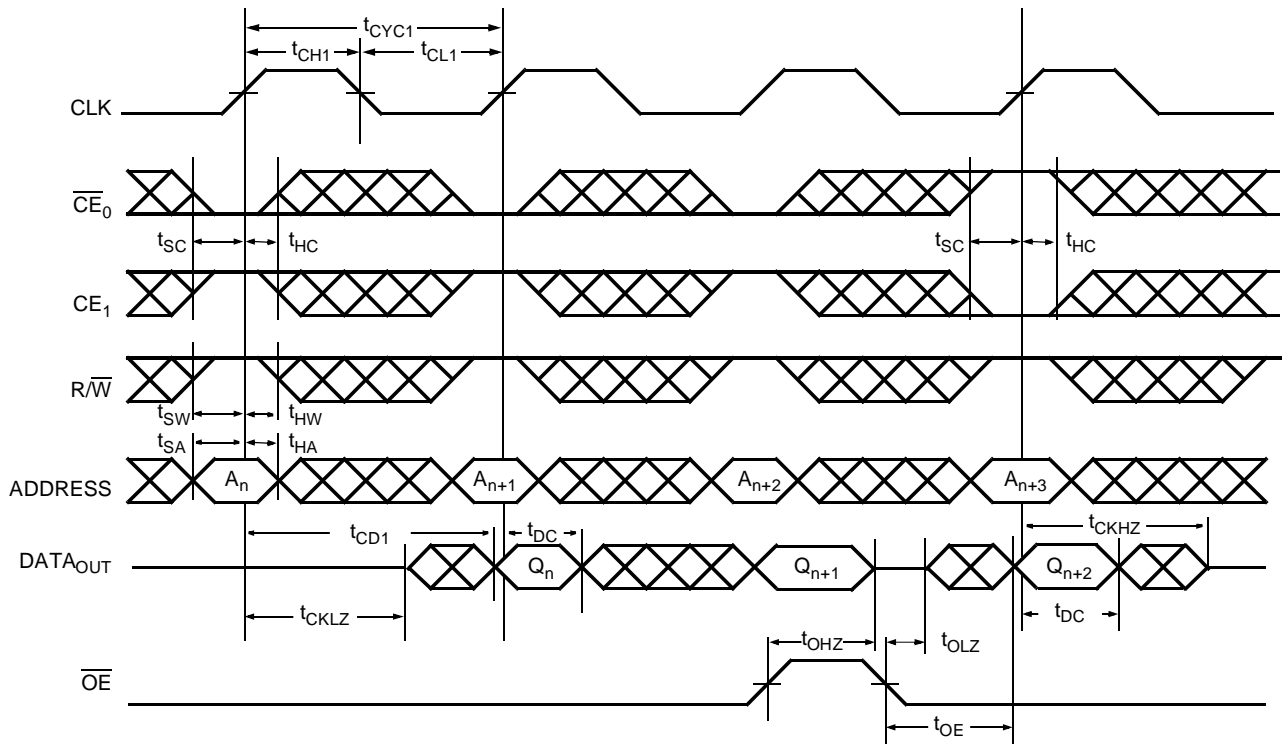 tCYC1
tCH1
tCL1
CLK
CE0
tSC
tHC
tSC
tHC
CE1
R/W
tSW
tHW
tSA
tHA
ADDRESS
An
An+1
An+2
An+3
tCD1
tDC
tCKHZ
DATAOUT
Qn
Qn+1
Qn+2
tCKLZ
tDC
tOHZ
tOLZ
OE
tOE